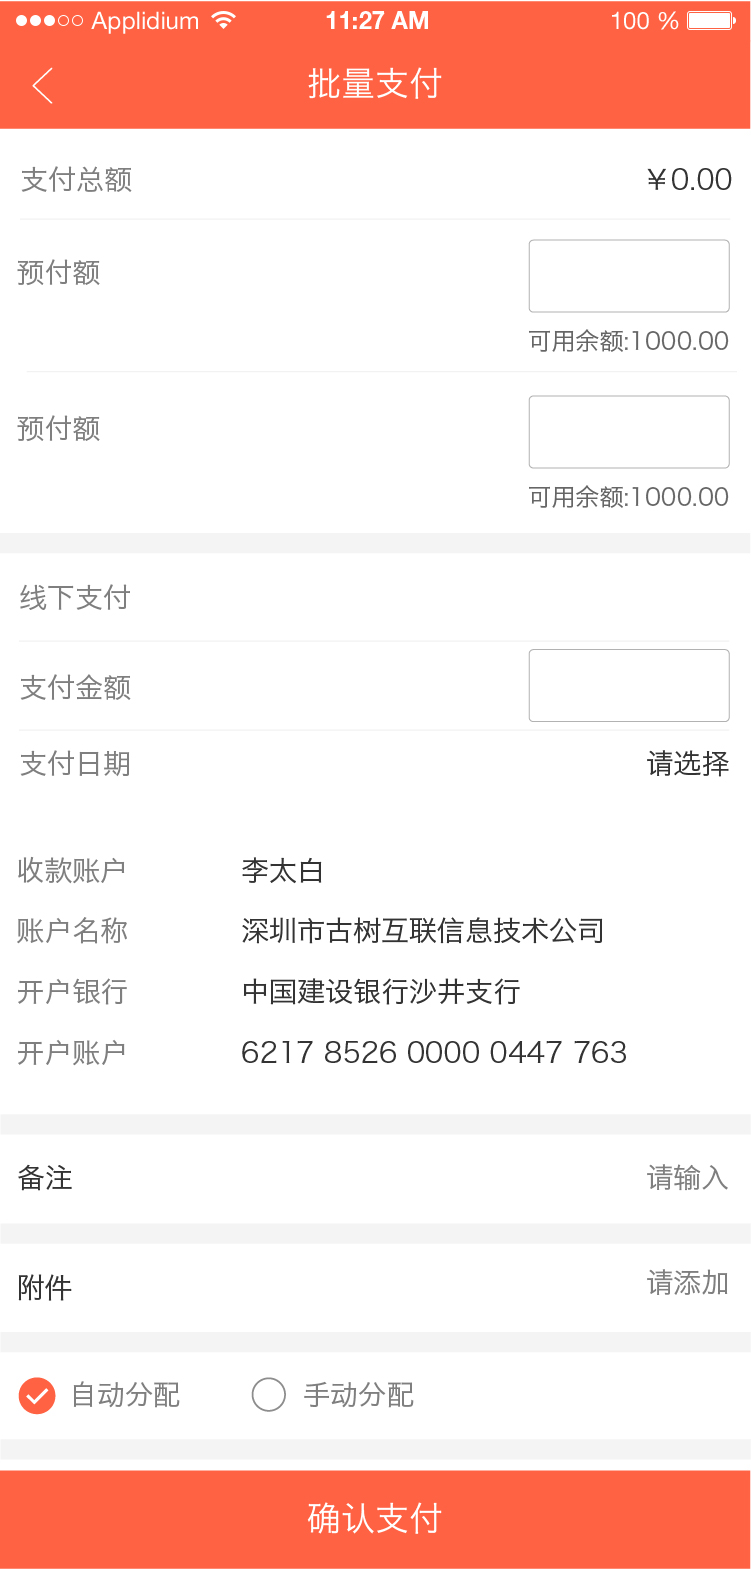 Applidium 11:27 AM 100 %
批量支付
支付总额 ￥0.00
预付额
可用余额:1000.00
预付额
可用余额:1000.00
线下支付
支付金额
支付日期 请选择
收款账户 李太白
账户名称 深圳市古树互联信息技术公司
开户银行 中国建设银行沙井支行
开户账户 6217 8526 0000 0447 763
备注 请输入
附件 请添加
自动分配 手动分配
确认支付